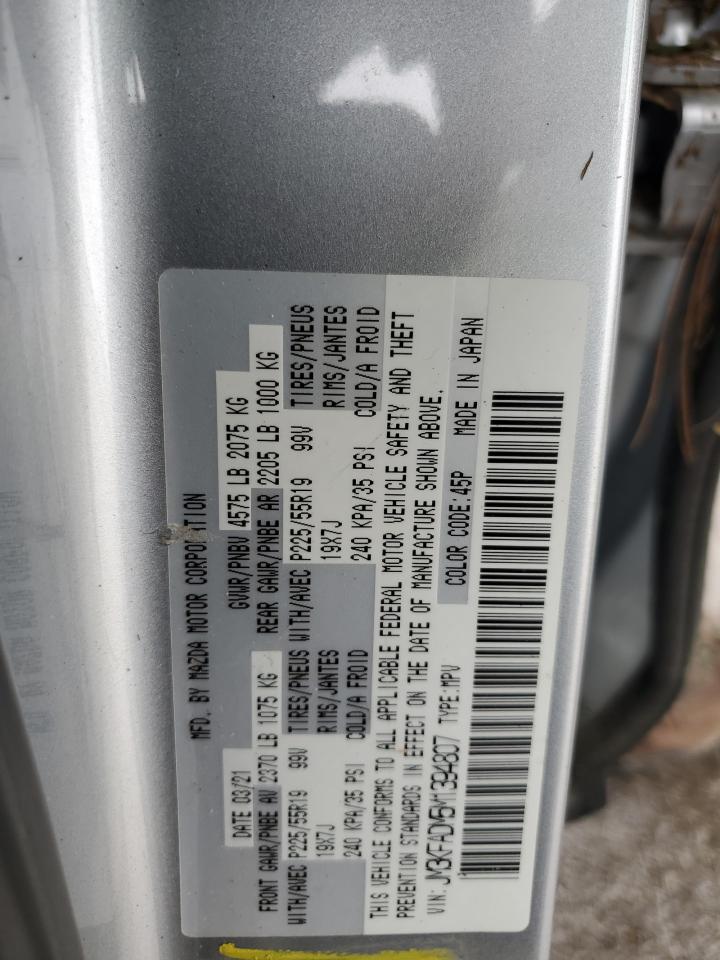 MFD. BY MAZDA MOTOR CORPORATION
DATE 03/21 GVWR/PNBV 4575 LB 2075 KG
FRONT GAWR/PNBE AV 2370 LB 1075 KG REAR GAWR/PNBE AR 2205 LB 1000 KG
WITH/AVEC P225/55R19 99V TIRES/PNEUS WITH/AVEC P225/55R19 99V TIRES/PNEUS
19X7J RIMS/JANTES 19X7J RIMS/JANTES
240 KPA/35 PSI COLD/A FROID 240 KPA/35 PSI COLD/A FROID
THIS VEHICLE CONFORMS TO ALL APPLICABLE FEDERAL MOTOR VEHICLE SAFETY AND THEFT
PREVENTION STANDARDS IN EFFECT ON THE DATE OF MANUFACTURE SHOWN ABOVE.
VIN: JM3KFADM5M1394807 TYPE:MPV COLOR CODE:45P MADE IN JAPAN